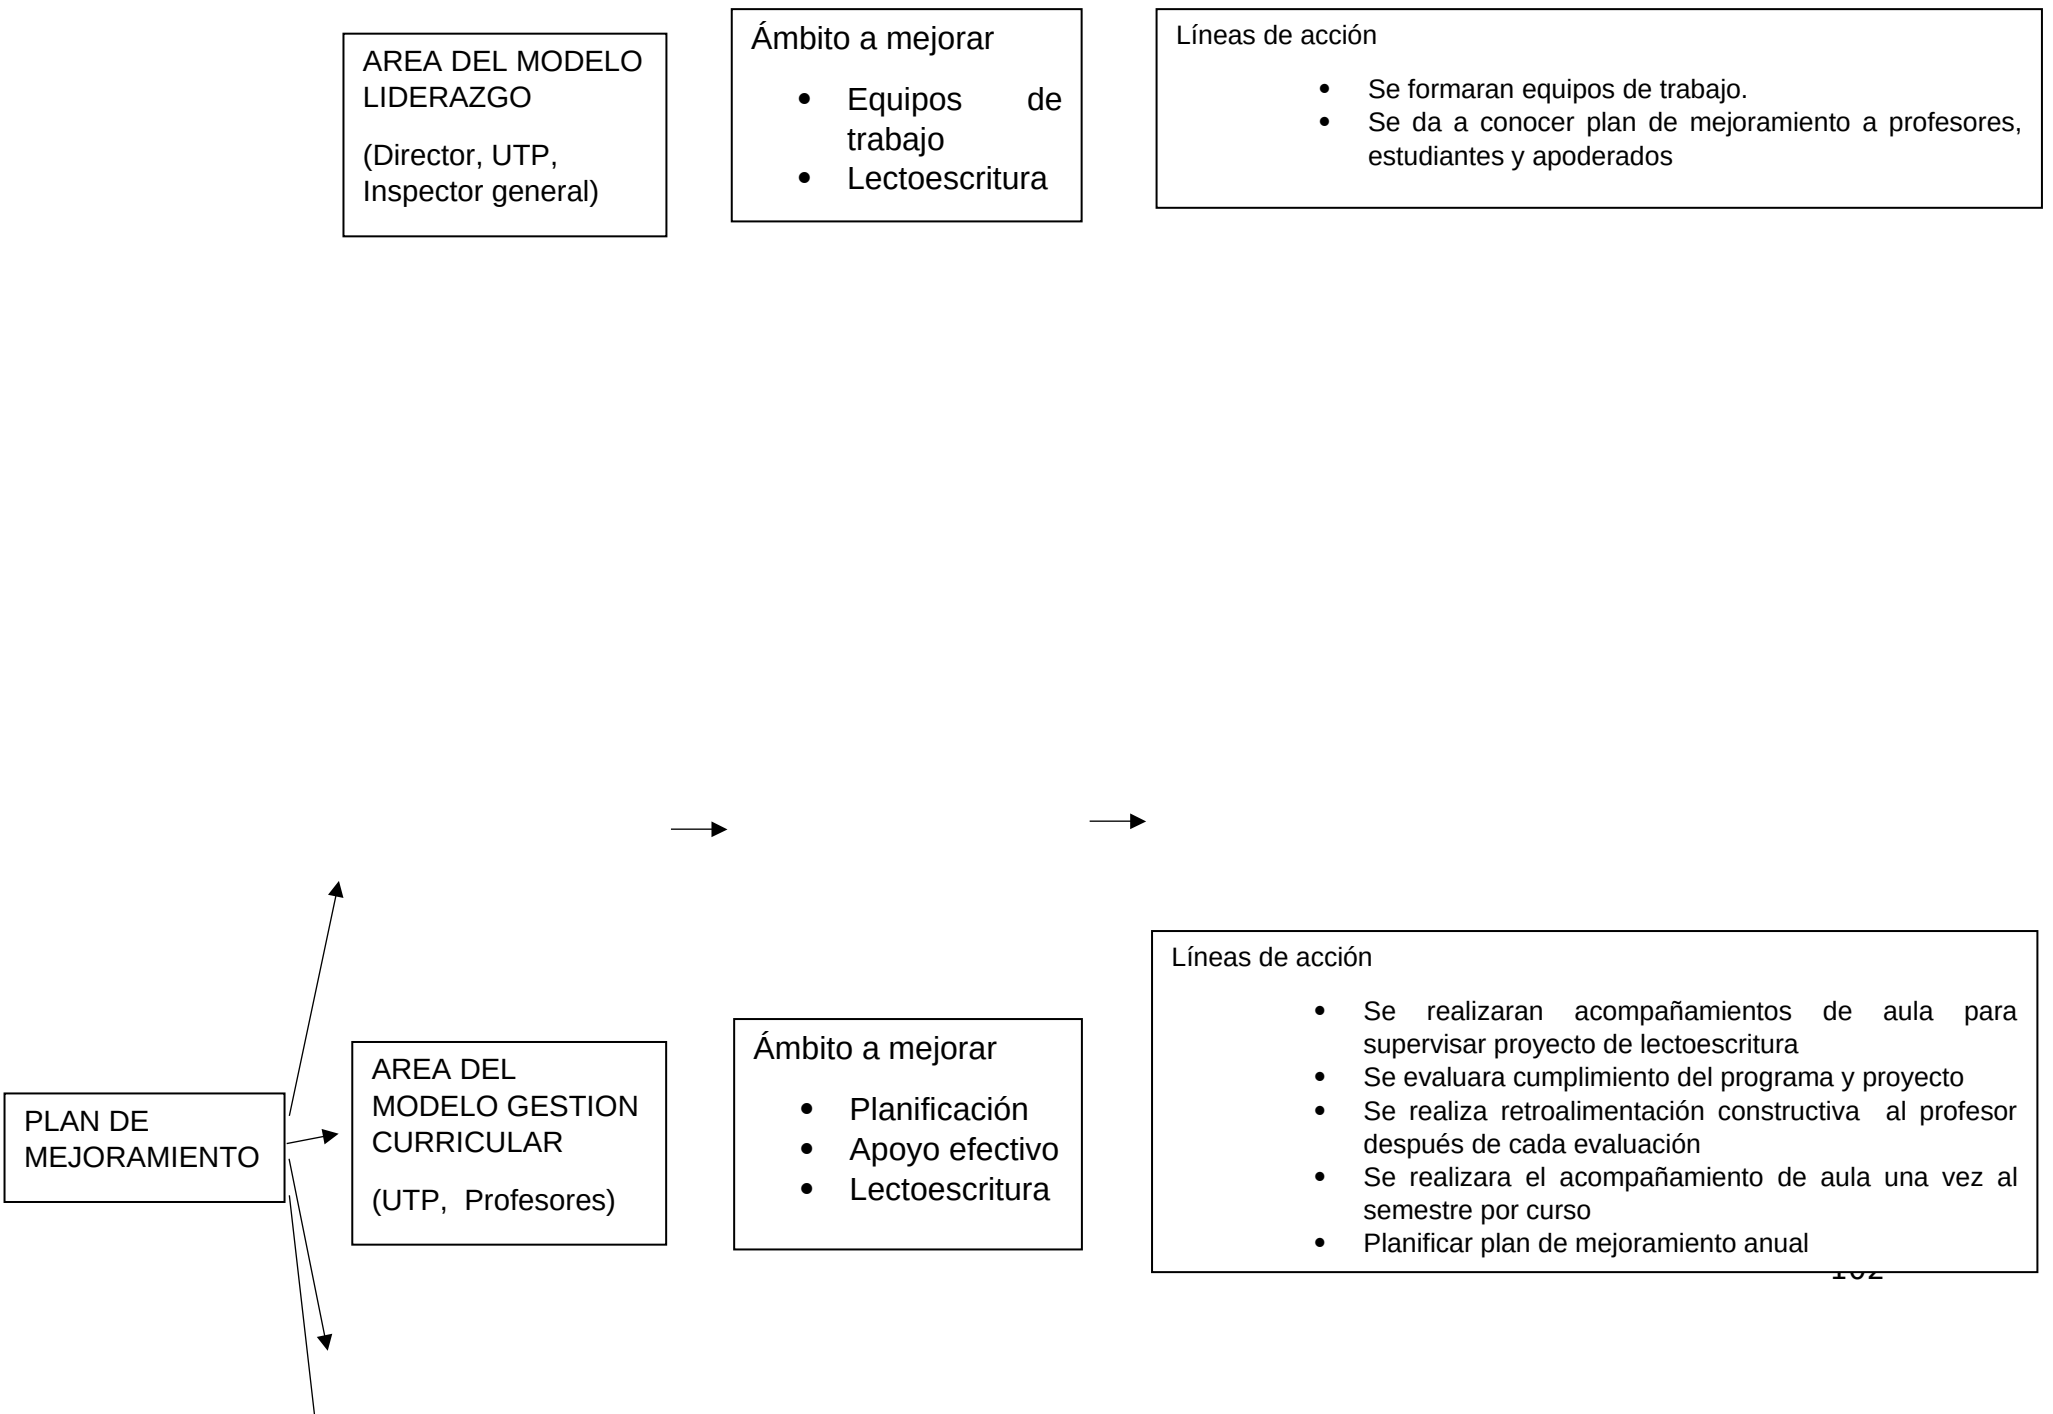 AREA DEL MODELO
LIDERAZGO
(Director, UTP,
Inspector general)
Ámbito a mejorar
• Equipos de
trabajo
• Lectoescritura
Líneas de acción
• Se formaran equipos de trabajo.
• Se da a conocer plan de mejoramiento a profesores,
estudiantes y apoderados
PLAN DE
MEJORAMIENTO
AREA DEL
MODELO GESTION
CURRICULAR
(UTP, Profesores)
Ámbito a mejorar
• Planificación
• Apoyo efectivo
• Lectoescritura
Líneas de acción
• Se realizaran acompañamientos de aula para
supervisar proyecto de lectoescritura
• Se evaluara cumplimiento del programa y proyecto
• Se realiza retroalimentación constructiva al profesor
después de cada evaluación
• Se realizara el acompañamiento de aula una vez al
semestre por curso
• Planificar plan de mejoramiento anual